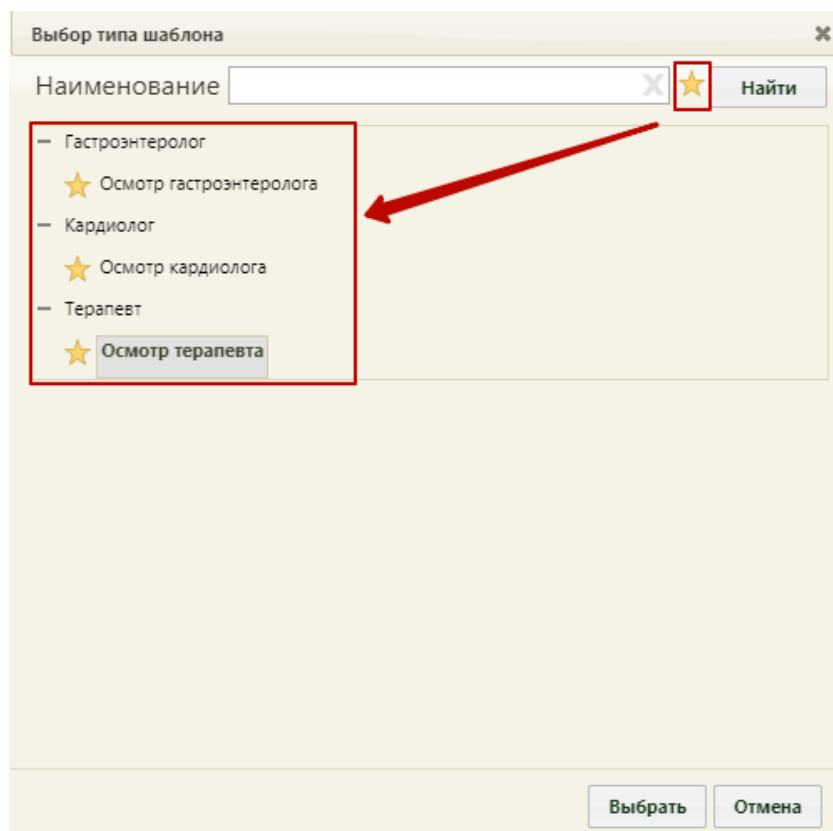 Выбор типа шаблона
Наименование X Найти
Гастроэнтеролог
Осмотр гастроэнтеролога
Кардиолог
Осмотр кардиолога
Терапевт
Осмотр терапевта
Выбрать Отмена